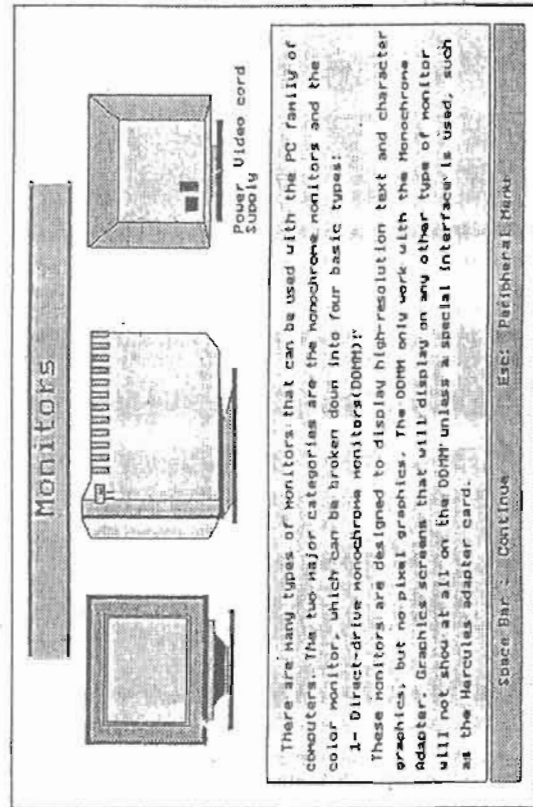 Monitors
Power Video cord
Supply
There are many types of monitors that can be used with the PC family of
computers. The two major categories are the monochrome monitors and the
color monitor, which can be broken down into four basic types:
1- Direct-drive monochrome monitors(DDMM):
These monitors are designed to display high-resolution text and character
graphics, but no pixel graphics. The DDMM only work with the Monochrome
Adapter. Graphics screens that will display on any other type of monitor
will not show at all on the DDMM unless a special interface is used, such
as the Hercules adapter card.
Space Bar : Continue Esc: Peripheral Menu